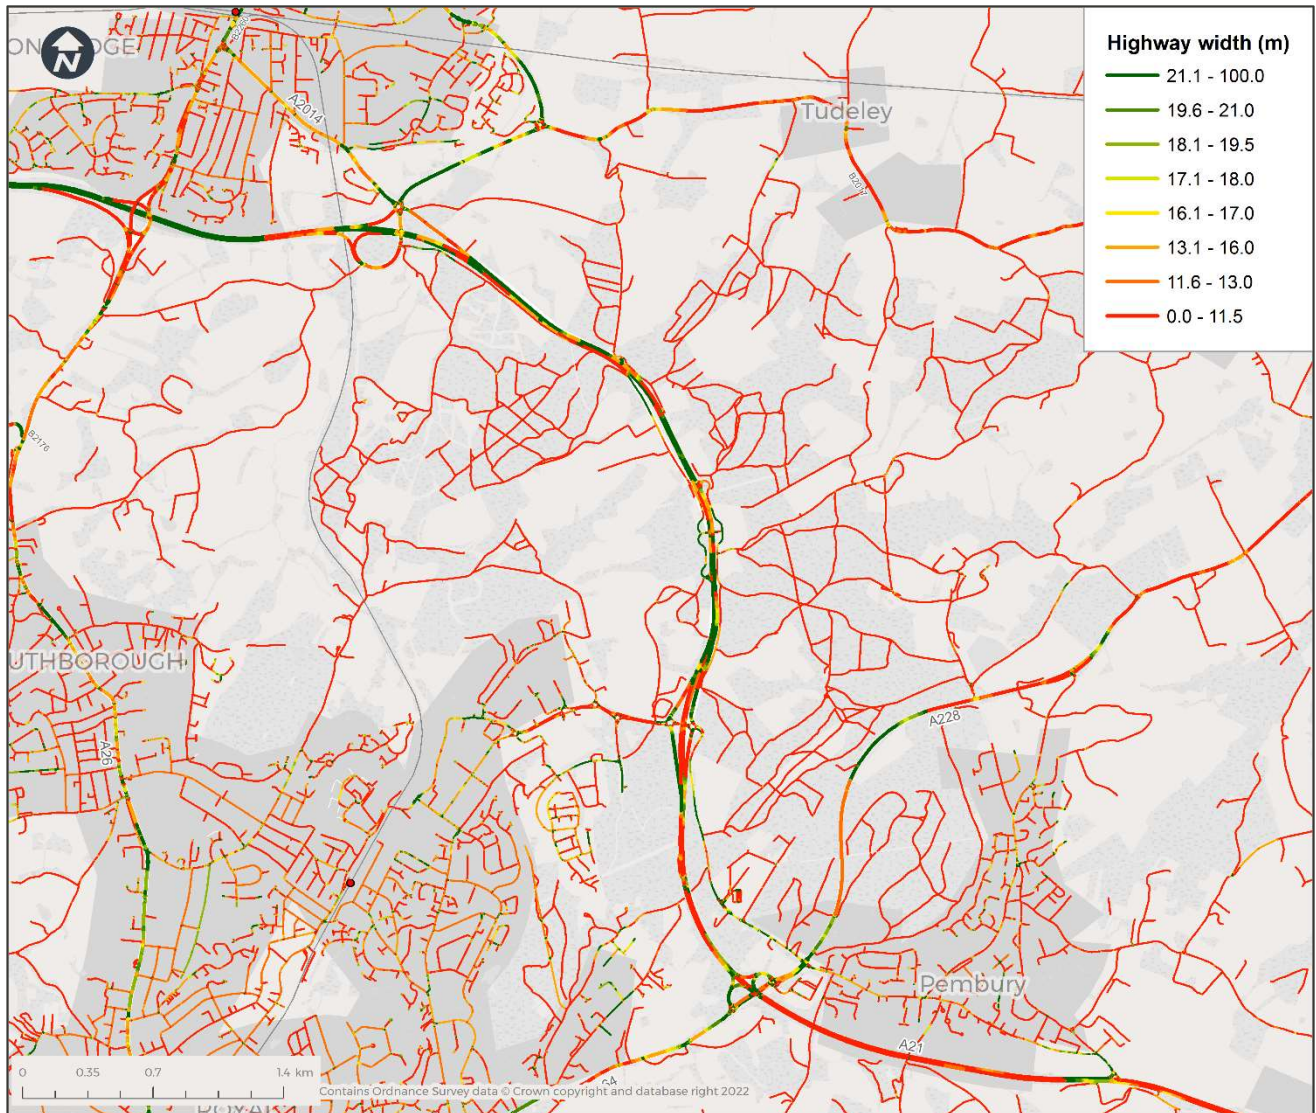 Highway width (m)
21.1 - 100.0
19.6 - 21.0
18.1 - 19.5
17.1 - 18.0
16.1 - 17.0
13.1 - 16.0
11.6 - 13.0
0.0 - 11.5
N
B2260
A2014
Tudeley
B2017
B2176
UTHBOROUGH
A26
A228
Pembury
A21
0 0.35 0.7 1.4 km
Contains Ordnance Survey data © Crown copyright and database right 2022